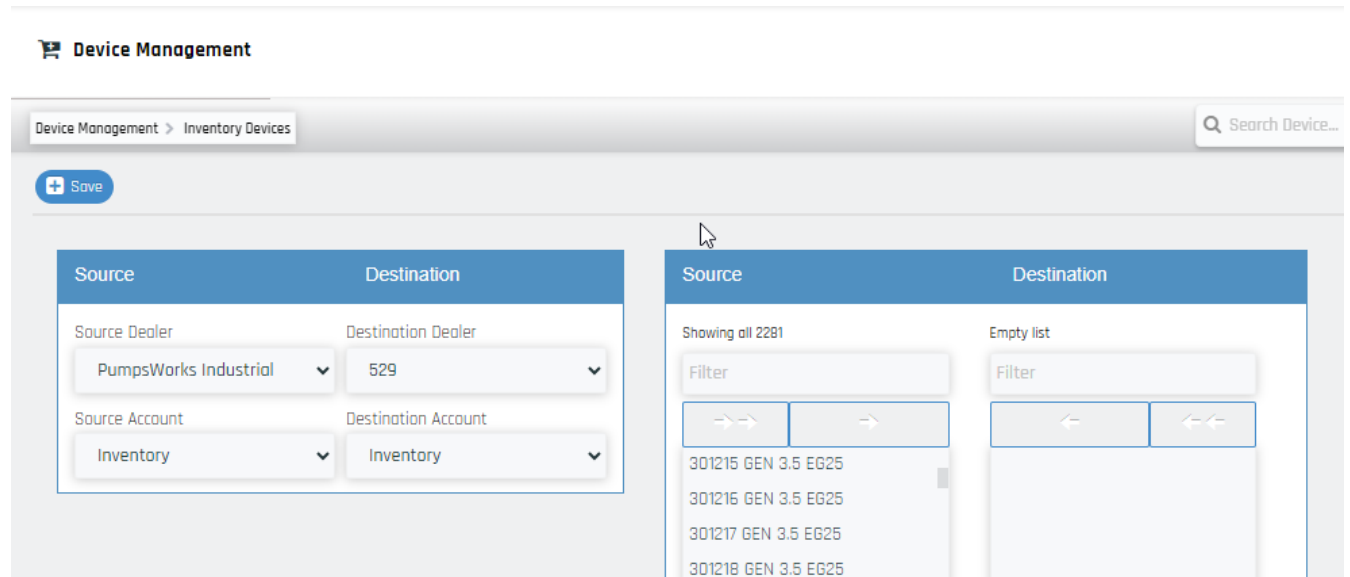 Device Management
Device Management > Inventory Devices
Search Device...
Save
Source Destination
Source Dealer Destination Dealer
PumpsWorks Industrial 529
Source Account Destination Account
Inventory Inventory
Source Destination
Showing all 2281 Empty list
Filter Filter
301215 GEN 3.5 EG25
301216 GEN 3.5 EG25
301217 GEN 3.5 EG25
301218 GEN 3.5 EG25